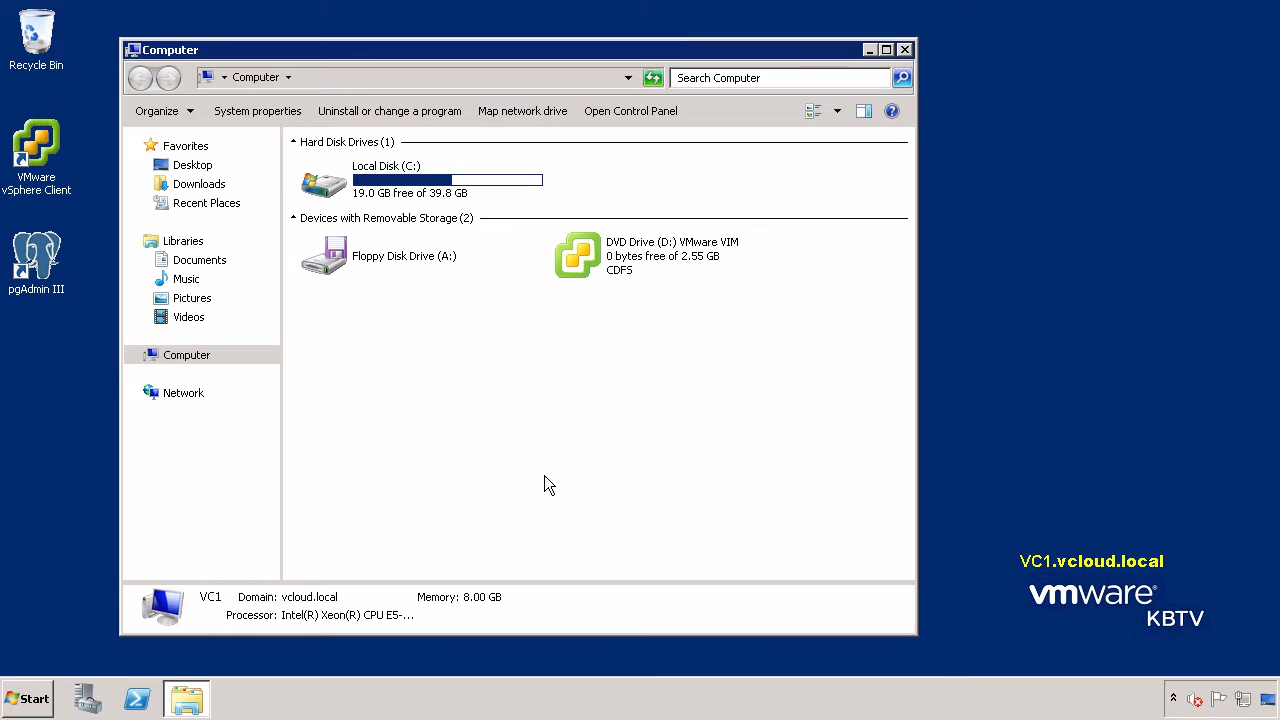 Recycle Bin
VMware
vSphere Client
pgAdmin III
Computer
Computer
Search Computer
Organize
System properties
Uninstall or change a program
Map network drive
Open Control Panel
Favorites
Desktop
Downloads
Recent Places
Libraries
Documents
Music
Pictures
Videos
Computer
Network
Hard Disk Drives (1)
Local Disk (C:)
19.0 GB free of 39.8 GB
Devices with Removable Storage (2)
Floppy Disk Drive (A:)
DVD Drive (D:) VMware VIM
0 bytes free of 2.55 GB
CDFS
VC1 Domain: vcloud.local Memory: 8.00 GB
Processor: Intel(R) Xeon(R) CPU E5-...
VC1.vcloud.local
vmware®
KBTV
Start